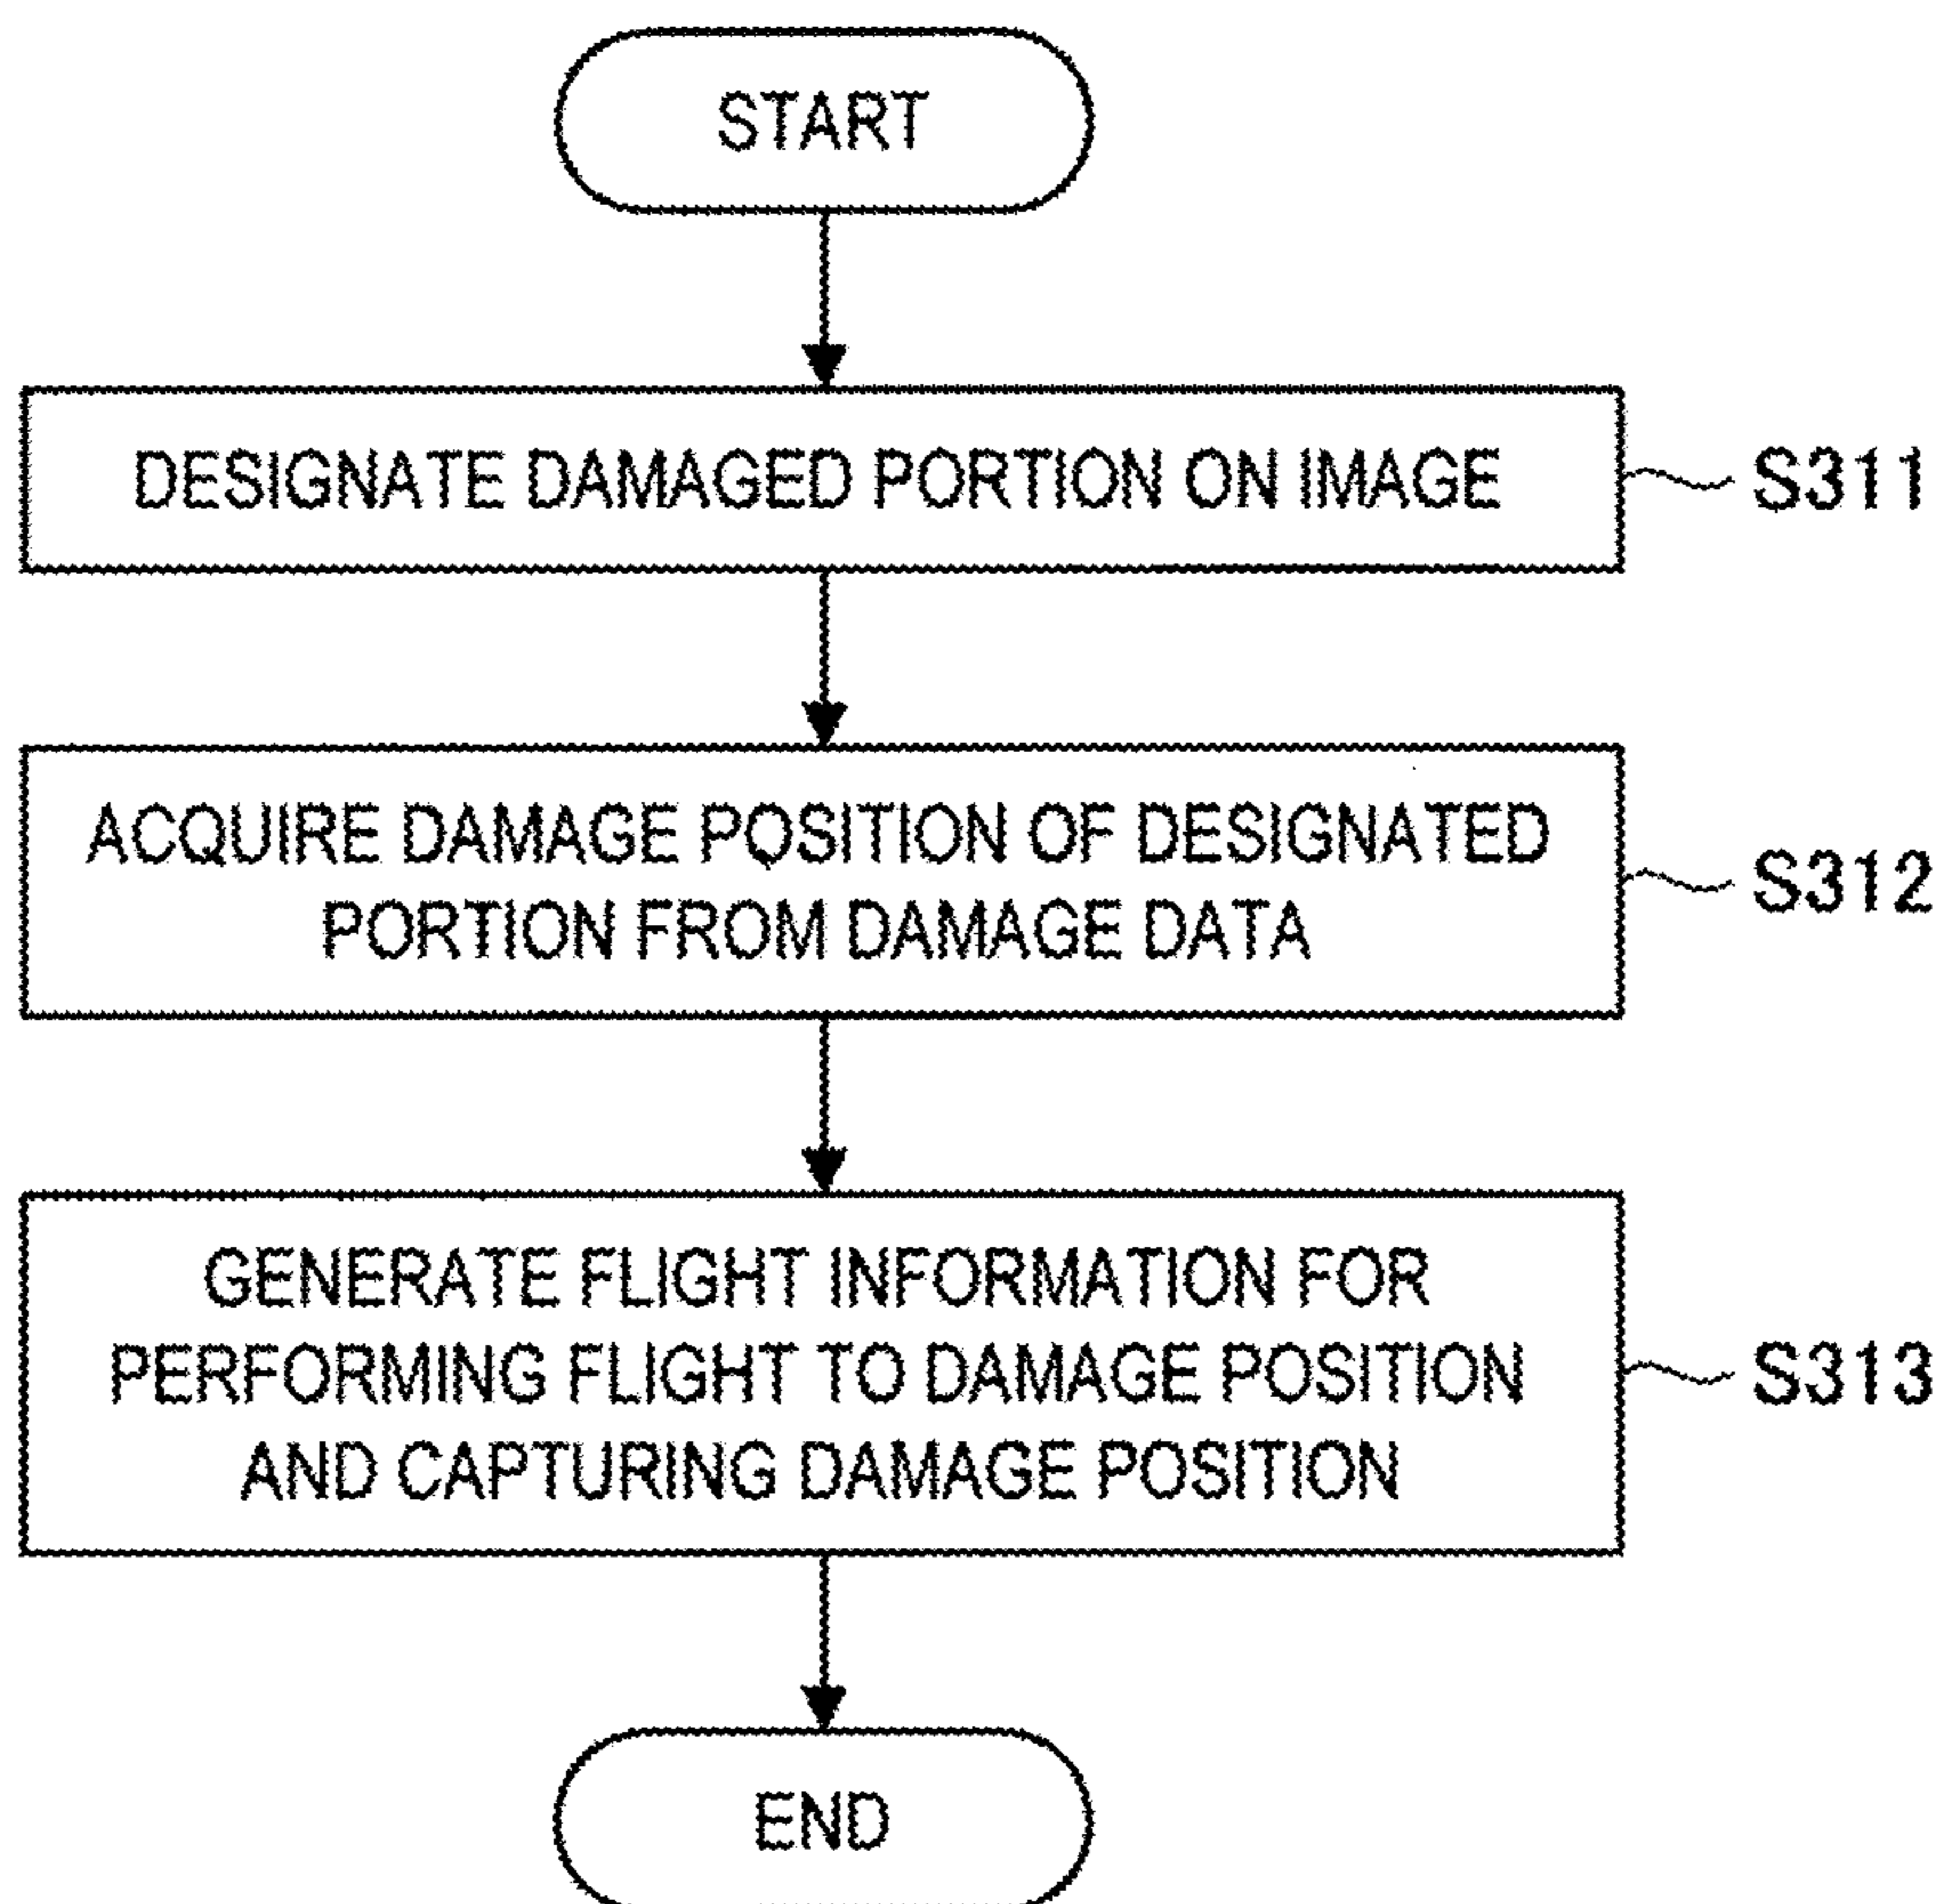 START
DESIGNATE DAMAGED PORTION ON IMAGE
S311
ACQUIRE DAMAGE POSITION OF DESIGNATED
PORTION FROM DAMAGE DATA
S312
GENERATE FLIGHT INFORMATION FOR
PERFORMING FLIGHT TO DAMAGE POSITION
AND CAPTURING DAMAGE POSITION
S313
END